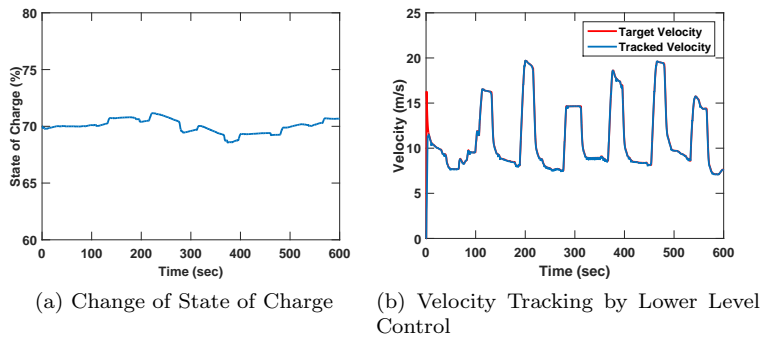 80
75
70
65
60
State of Charge (%)
0 100 200 300 400 500 600
Time (sec)
(a) Change of State of Charge
25
20
15
10
5
0
Velocity (m/s)
Target Velocity
Tracked Velocity
0 100 200 300 400 500 600
Time (sec)
(b) Velocity Tracking by Lower Level
Control